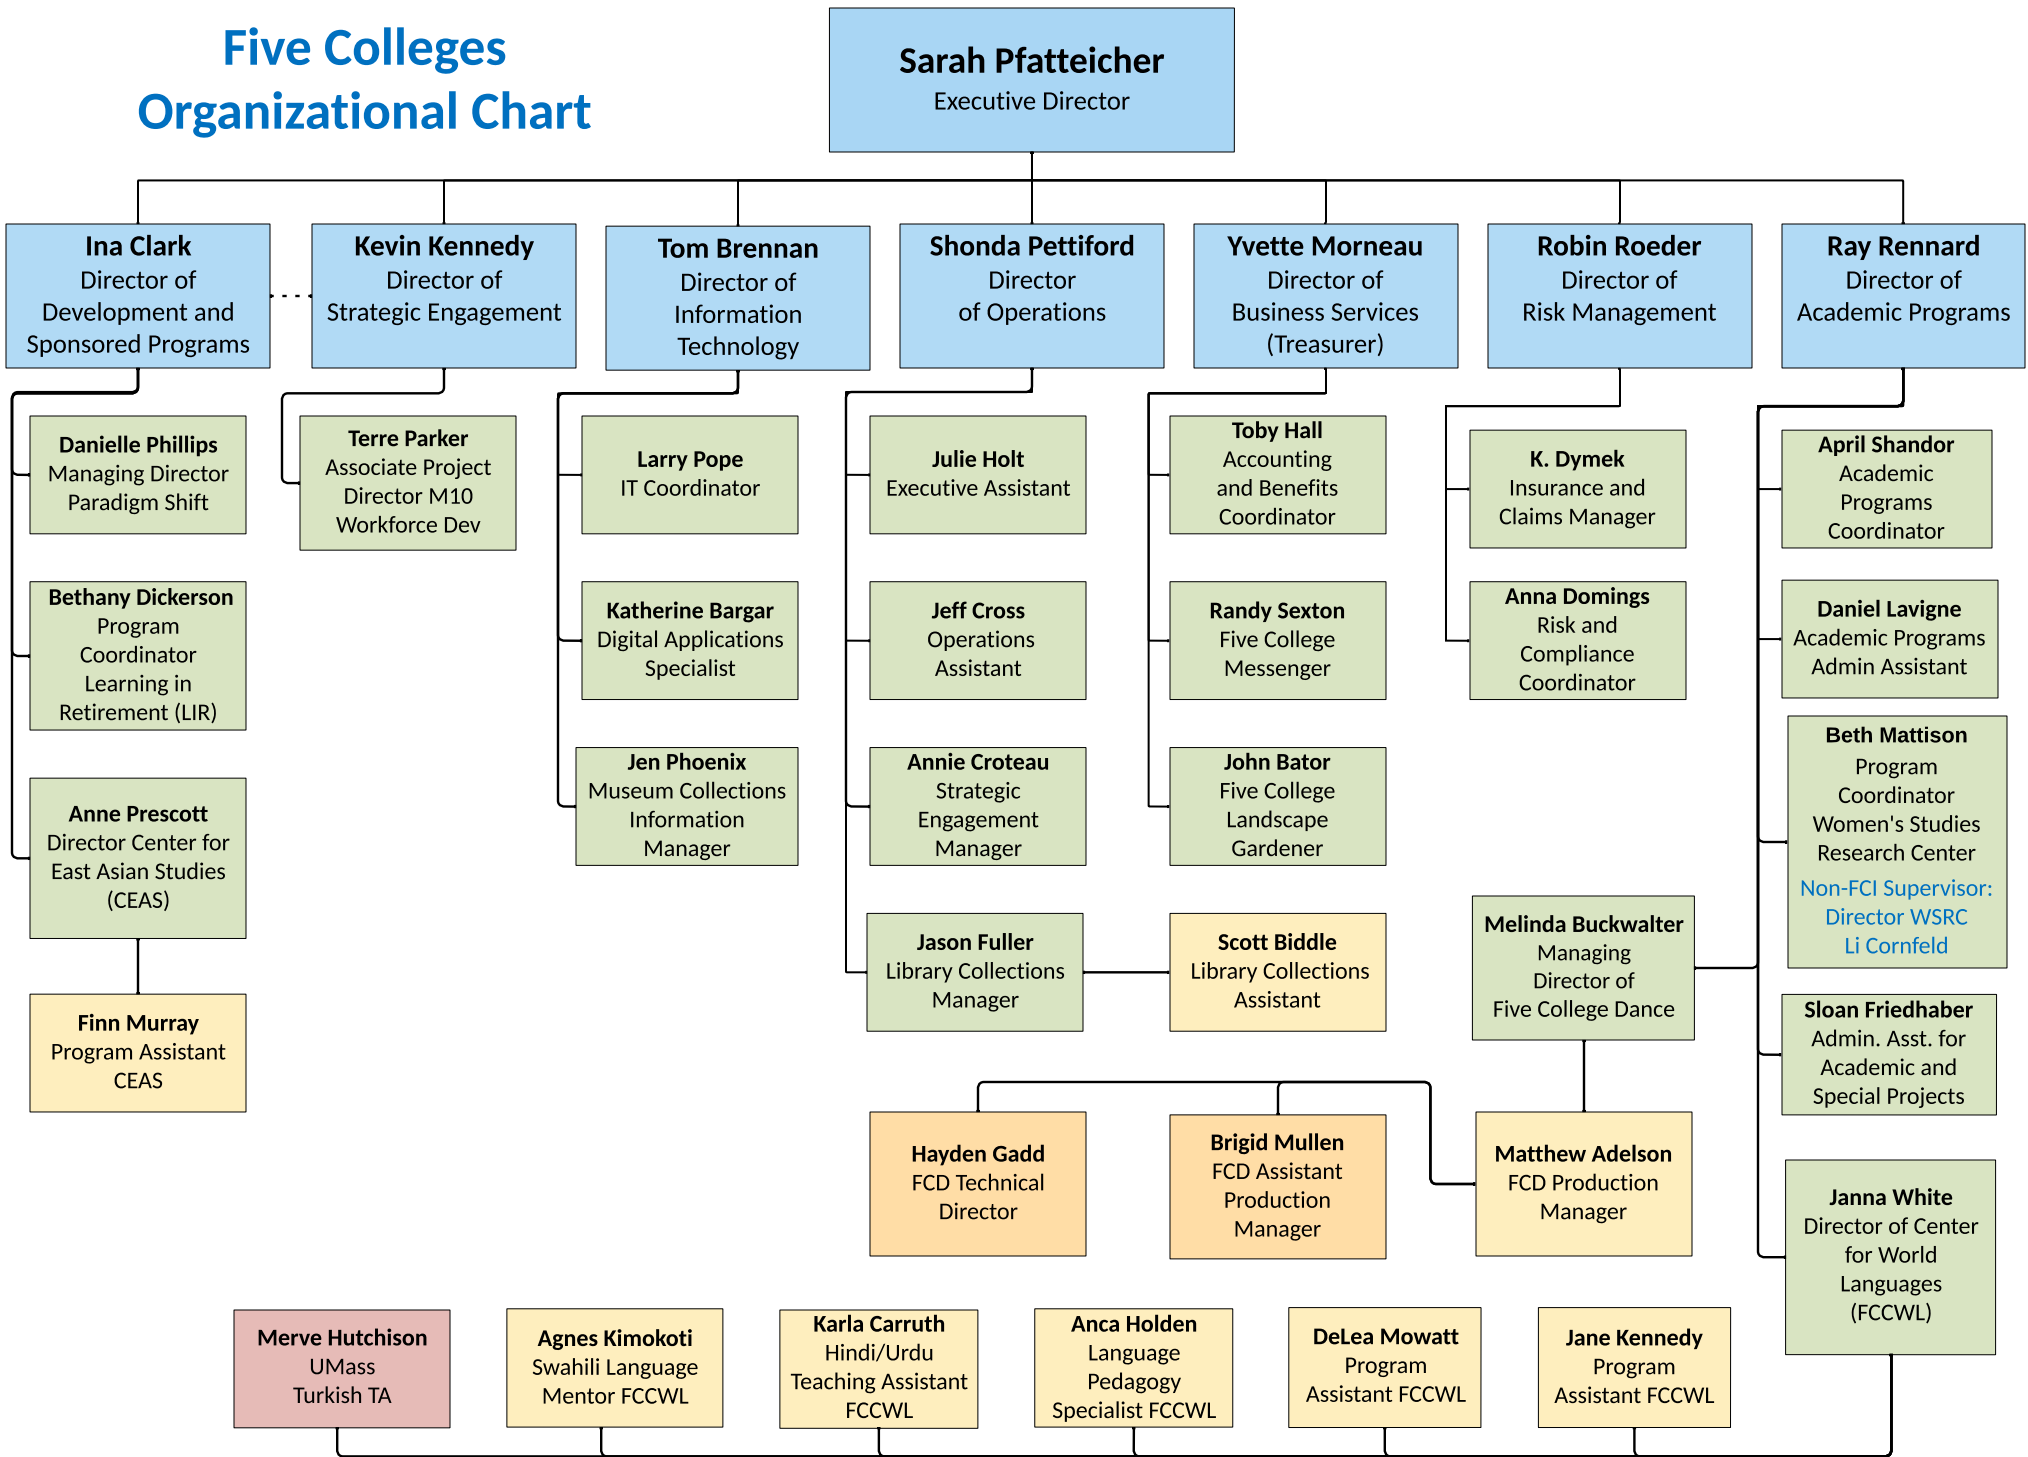 Five Colleges
Organizational Chart
Sarah Pfatteicher
Executive Director
Ina Clark
Director of
Development and
Sponsored Programs
Kevin Kennedy
Director of
Strategic Engagement
Tom Brennan
Director of
Information
Technology
Shonda Pettiford
Director
of Operations
Yvette Morneau
Director of
Business Services
(Treasurer)
Robin Roeder
Director of
Risk Management
Ray Rennard
Director of
Academic Programs
Danielle Phillips
Managing Director
Paradigm Shift
Terre Parker
Associate Project
Director M10
Workforce Dev
Larry Pope
IT Coordinator
Julie Holt
Executive Assistant
Toby Hall
Accounting
and Benefits
Coordinator
K. Dymek
Insurance and
Claims Manager
April Shandor
Academic
Programs
Coordinator
Bethany Dickerson
Program
Coordinator
Learning in
Retirement (LIR)
Katherine Bargar
Digital Applications
Specialist
Jeff Cross
Operations
Assistant
Randy Sexton
Five College
Messenger
Anna Domings
Risk and
Compliance
Coordinator
Daniel Lavigne
Academic Programs
Admin Assistant
Anne Prescott
Director Center for
East Asian Studies
(CEAS)
Jen Phoenix
Museum Collections
Information
Manager
Annie Croteau
Strategic
Engagement
Manager
John Bator
Five College
Landscape
Gardener
Beth Mattison
Program
Coordinator
Women's Studies
Research Center
Non-FCI Supervisor:
Director WSRC
Li Cornfeld
Jason Fuller
Library Collections
Manager
Scott Biddle
Library Collections
Assistant
Melinda Buckwalter
Managing
Director of
Five College Dance
Finn Murray
Program Assistant
CEAS
Sloan Friedhaber
Admin. Asst. for
Academic and
Special Projects
Hayden Gadd
FCD Technical
Director
Brigid Mullen
FCD Assistant
Production
Manager
Matthew Adelson
FCD Production
Manager
Janna White
Director of Center
for World
Languages
(FCCWL)
Merve Hutchison
UMass
Turkish TA
Agnes Kimokoti
Swahili Language
Mentor FCCWL
Karla Carruth
Hindi/Urdu
Teaching Assistant
FCCWL
Anca Holden
Language
Pedagogy
Specialist FCCWL
DeLea Mowatt
Program
Assistant FCCWL
Jane Kennedy
Program
Assistant FCCWL